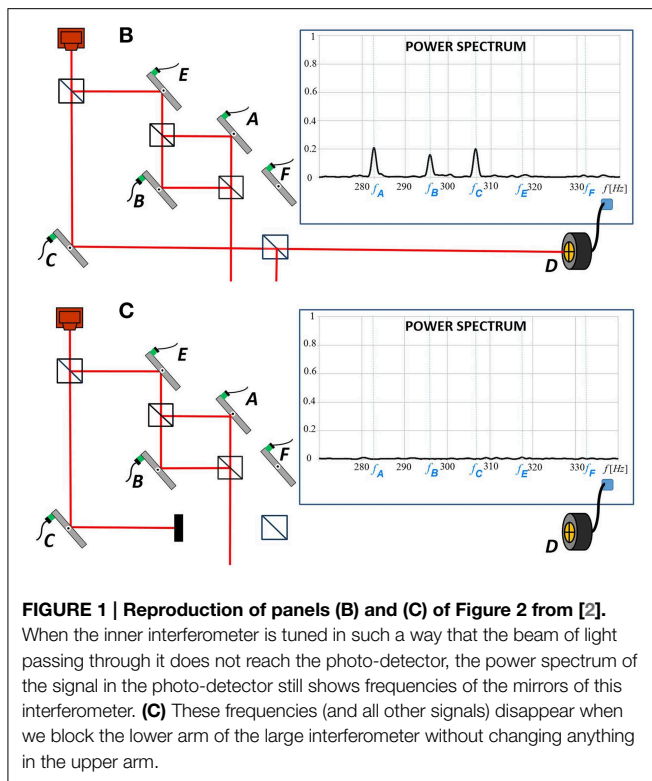 B
E
A
F
B
C
D
POWER SPECTRUM
1
0.8
0.6
0.4
0.2
0
280 f_A 290 f_B 300 f_C 310 f_E 320 330 f_F f[Hz]
C
E
A
F
B
C
D
POWER SPECTRUM
1
0.8
0.6
0.4
0.2
0
280 f_A 290 f_B 300 f_C 310 f_E 320 330 f_F f[Hz]
FIGURE 1 | Reproduction of panels (B) and (C) of Figure 2 from [2].
When the inner interferometer is tuned in such a way that the beam of light
passing through it does not reach the photo-detector, the power spectrum of
the signal in the photo-detector still shows frequencies of the mirrors of this
interferometer. (C) These frequencies (and all other signals) disappear when
we block the lower arm of the large interferometer without changing anything
in the upper arm.